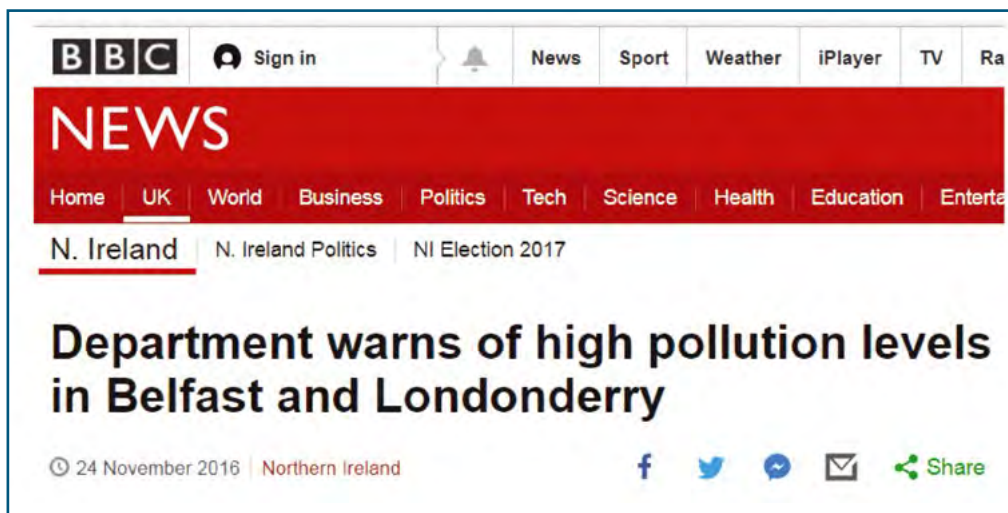 BBC Sign in News Sport Weather iPlayer TV Ra
NEWS
Home UK World Business Politics Tech Science Health Education Enterta
N. Ireland N. Ireland Politics NI Election 2017
Department warns of high pollution levels
in Belfast and Londonderry
24 November 2016 Northern Ireland Share